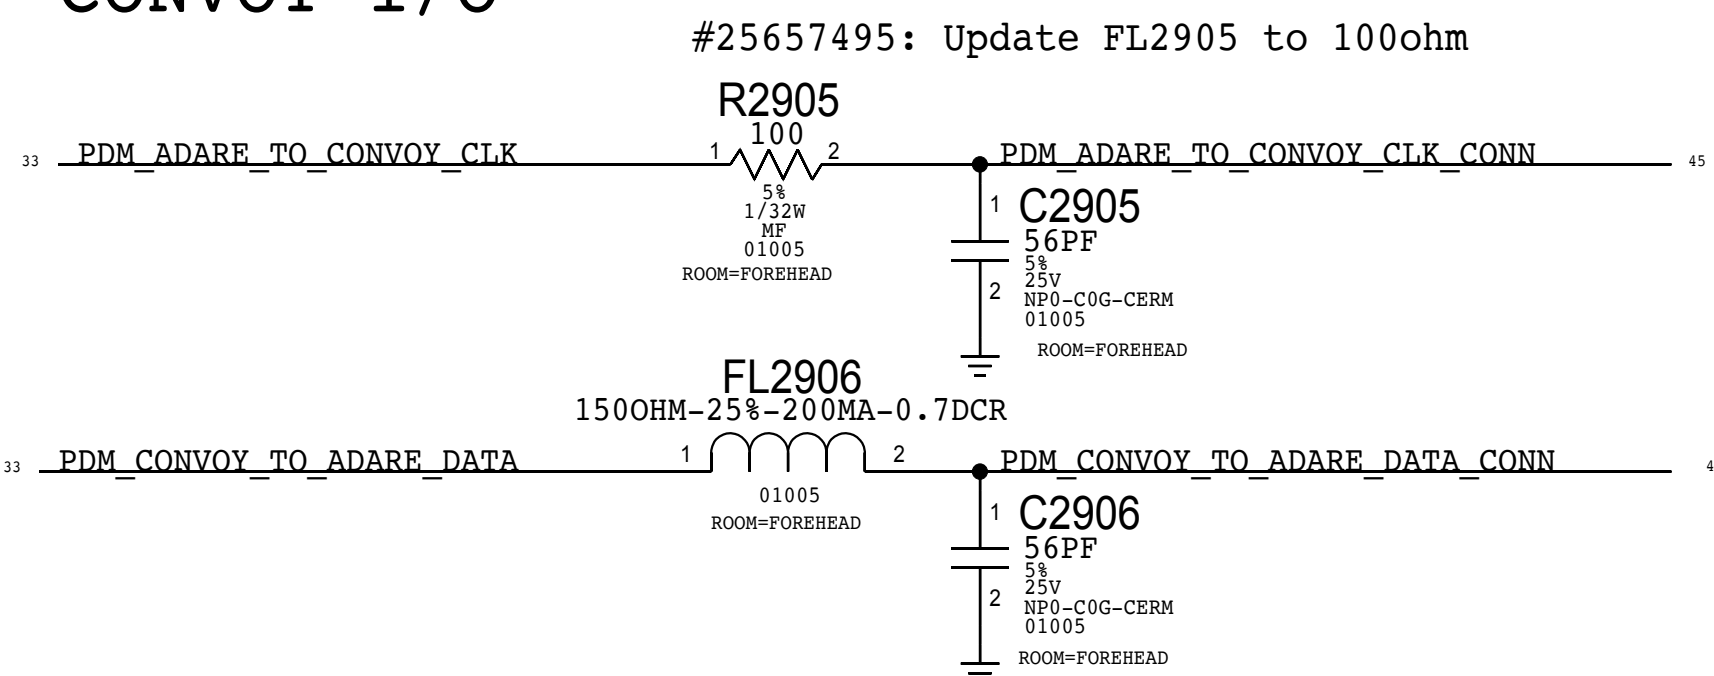 CONVOY I/O
#25657495: Update FL2905 to 100ohm
R2905
100
33 PDM_ADARE_TO_CONVOY_CLK 1 2 PDM_ADARE_TO_CONVOY_CLK_CONN 45
5%
1/32W
MF
01005
ROOM=FOREHEAD
1 C2905
56PF
5%
25V
2 NP0-C0G-CERM
01005
ROOM=FOREHEAD
FL2906
150OHM-25%-200MA-0.7DCR
33 PDM_CONVOY_TO_ADARE_DATA 1 2 PDM_CONVOY_TO_ADARE_DATA_CONN 4
01005
ROOM=FOREHEAD
1 C2906
56PF
5%
25V
2 NP0-C0G-CERM
01005
ROOM=FOREHEAD